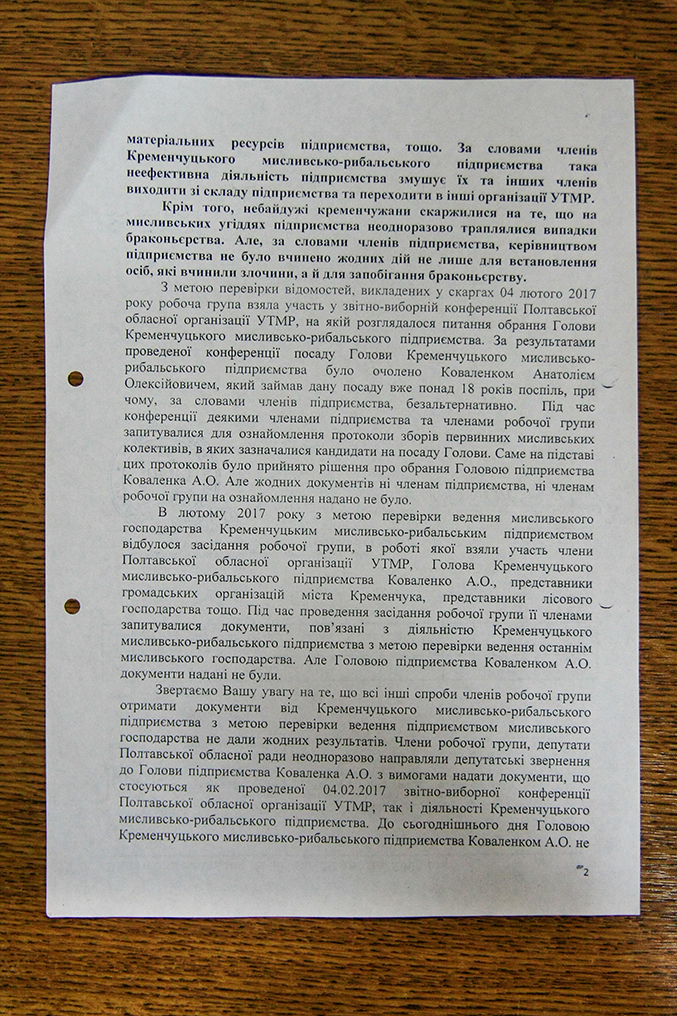 матеріальних ресурсів підприємства, тощо. За словами членів
Кременчуцького мисливсько-рибальського підприємства така
неефективна діяльність підприємства змушує їх та інших членів
виходити зі складу підприємства та переходити в інші організації УТМР.
Крім того, небайдужі кременчужани скаржилися на те, що на
мисливських угіддях підприємства неодноразово траплялися випадки
браконьєрства. Але, за словами членів підприємства, керівництвом
підприємства не було вчинено жодних дій не лише для встановлення
осіб, які вчинили злочини, а й для запобігання браконьєрству.
З метою перевірки відомостей, викладених у скаргах 04 лютого 2017
року робоча група взяла участь у звітно-виборній конференції Полтавської
обласної організації УТМР, на якій розглядалося питання обрання Голови
Кременчуцького мисливсько-рибальського підприємства. За результатами
проведеної конференції посаду Голови Кременчуцького мисливсько-
рибальського підприємства було очолено Коваленком Анатолієм
Олексійовичем, який займав дану посаду вже понад 18 років поспіль, при
чому, за словами членів підприємства, безальтернативно. Під час
конференції деякими членами підприємства та членами робочої групи
запитувалися для ознайомлення протоколи зборів первинних мисливських
колективів, в яких зазначалися кандидати на посаду Голови. Саме на підставі
цих протоколів було прийнято рішення про обрання Головою підприємства
Коваленка А.О. Але жодних документів ні членам підприємства, ні членам
робочої групи на ознайомлення надано не було.
В лютому 2017 року з метою перевірки ведення мисливського
господарства Кременчуцьким мисливсько-рибальським підприємством
відбулося засідання робочої групи, в роботі якої взяли участь члени
Полтавської обласної організації УТМР, Голова Кременчуцького
мисливсько-рибальського підприємства Коваленко А.О., представники
громадських організацій міста Кременчука, представники лісового
господарства тощо. Під час проведення засідання робочої групи її членами
запитувалися документи, пов’язані з діяльністю Кременчуцького
мисливсько-рибальського підприємства з метою перевірки ведення останнім
мисливського господарства. Але Головою підприємства Коваленком А.О.
документи надані не були.
Звертаємо Вашу увагу на те, що всі інші спроби членів робочої групи
отримати документи від Кременчуцького мисливсько-рибальського
підприємства з метою перевірки ведення підприємством мисливського
господарства не дали жодних результатів. Члени робочої групи, депутати
Полтавської обласної ради неодноразово направляли депутатські звернення
до Голови підприємства Коваленка А.О. з вимогами надати документи, що
стосуються як проведеної 04.02.2017 звітно-виборної конференції
Полтавської обласної організації УТМР, так і діяльності Кременчуцького
мисливсько-рибальського підприємства. До сьогоднішнього дня Головою
Кременчуцького мисливсько-рибальського підприємства Коваленком А.О. не
2